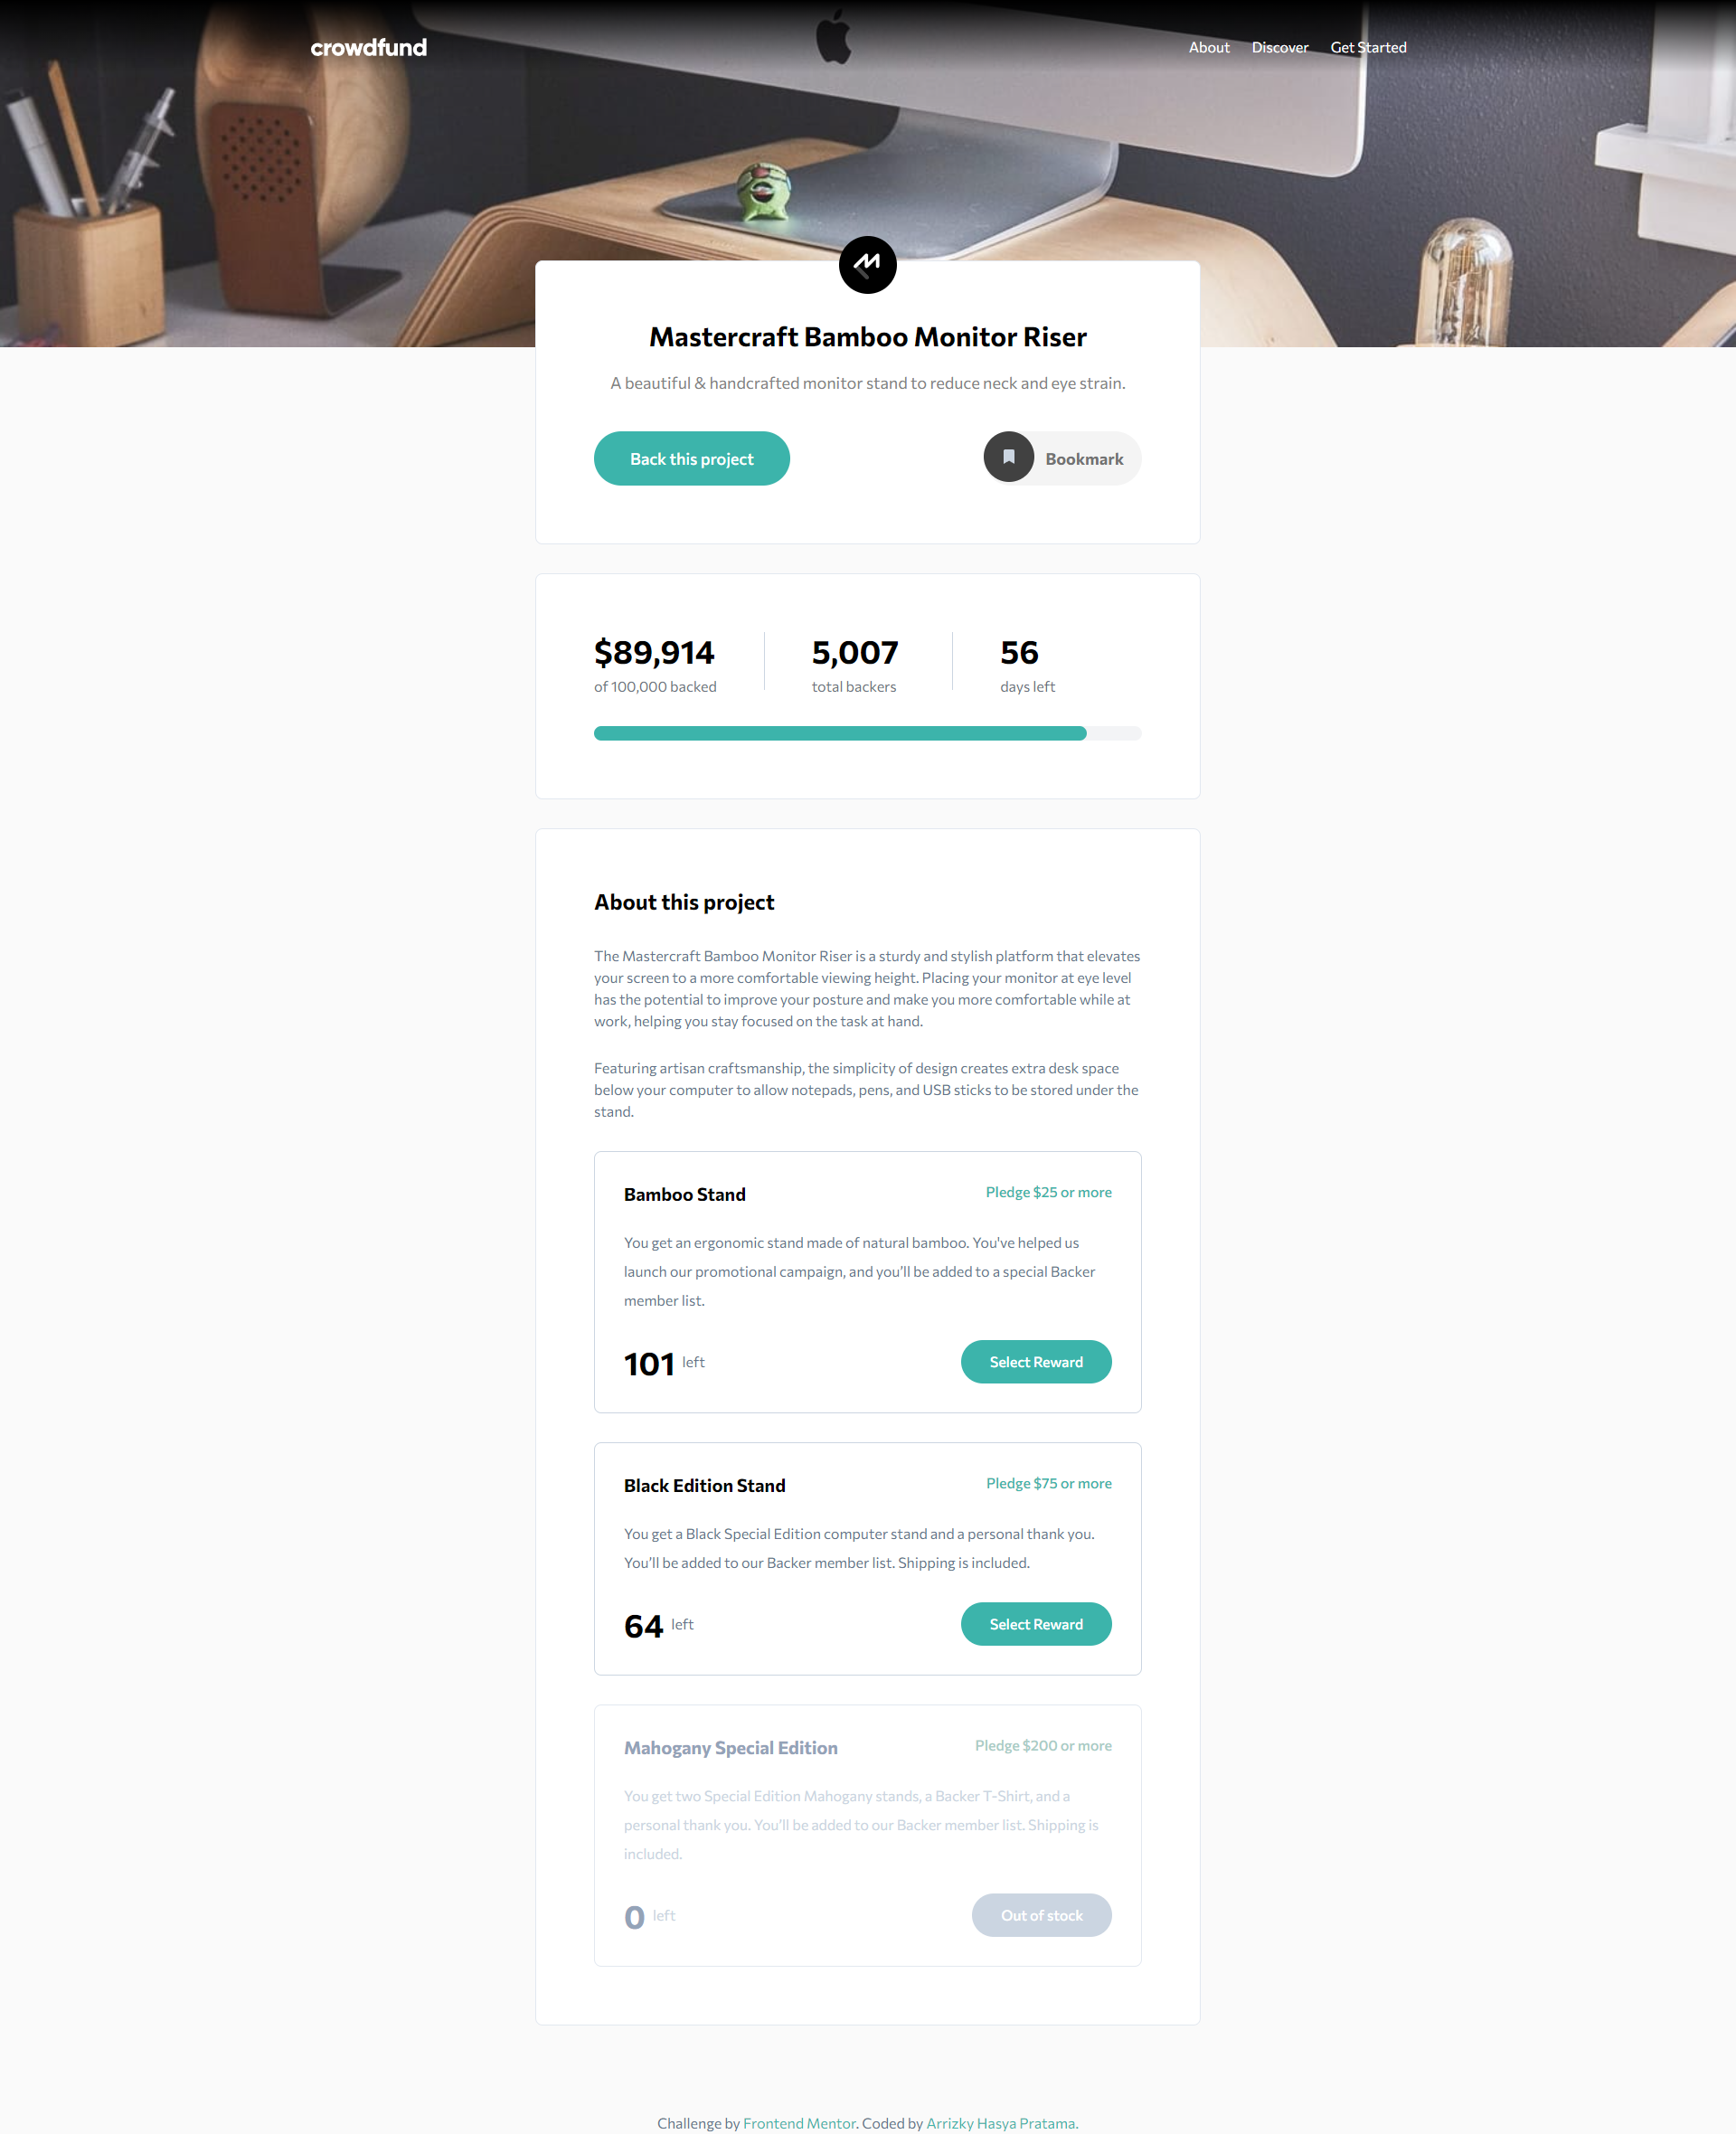 crowdfund
About Discover Get Started
Mastercraft Bamboo Monitor Riser
A beautiful & handcrafted monitor stand to reduce neck and eye strain.
Back this project
Bookmark
$89,914
of 100,000 backed
5,007
total backers
56
days left
About this project
The Mastercraft Bamboo Monitor Riser is a sturdy and stylish platform that elevates
your screen to a more comfortable viewing height. Placing your monitor at eye level
has the potential to improve your posture and make you more comfortable while at
work, helping you stay focused on the task at hand.
Featuring artisan craftsmanship, the simplicity of design creates extra desk space
below your computer to allow notepads, pens, and USB sticks to be stored under the
stand.
Bamboo Stand
Pledge $25 or more
You get an ergonomic stand made of natural bamboo. You've helped us
launch our promotional campaign, and you'll be added to a special Backer
member list.
101 left
Select Reward
Black Edition Stand
Pledge $75 or more
You get a Black Special Edition computer stand and a personal thank you.
You'll be added to our Backer member list. Shipping is included.
64 left
Select Reward
Mahogany Special Edition
Pledge $200 or more
You get two Special Edition Mahogany stands, a Backer T-Shirt, and a
personal thank you. You'll be added to our Backer member list. Shipping is
included.
0 left
Out of stock
Challenge by Frontend Mentor. Coded by Arrizky Hasya Pratama.